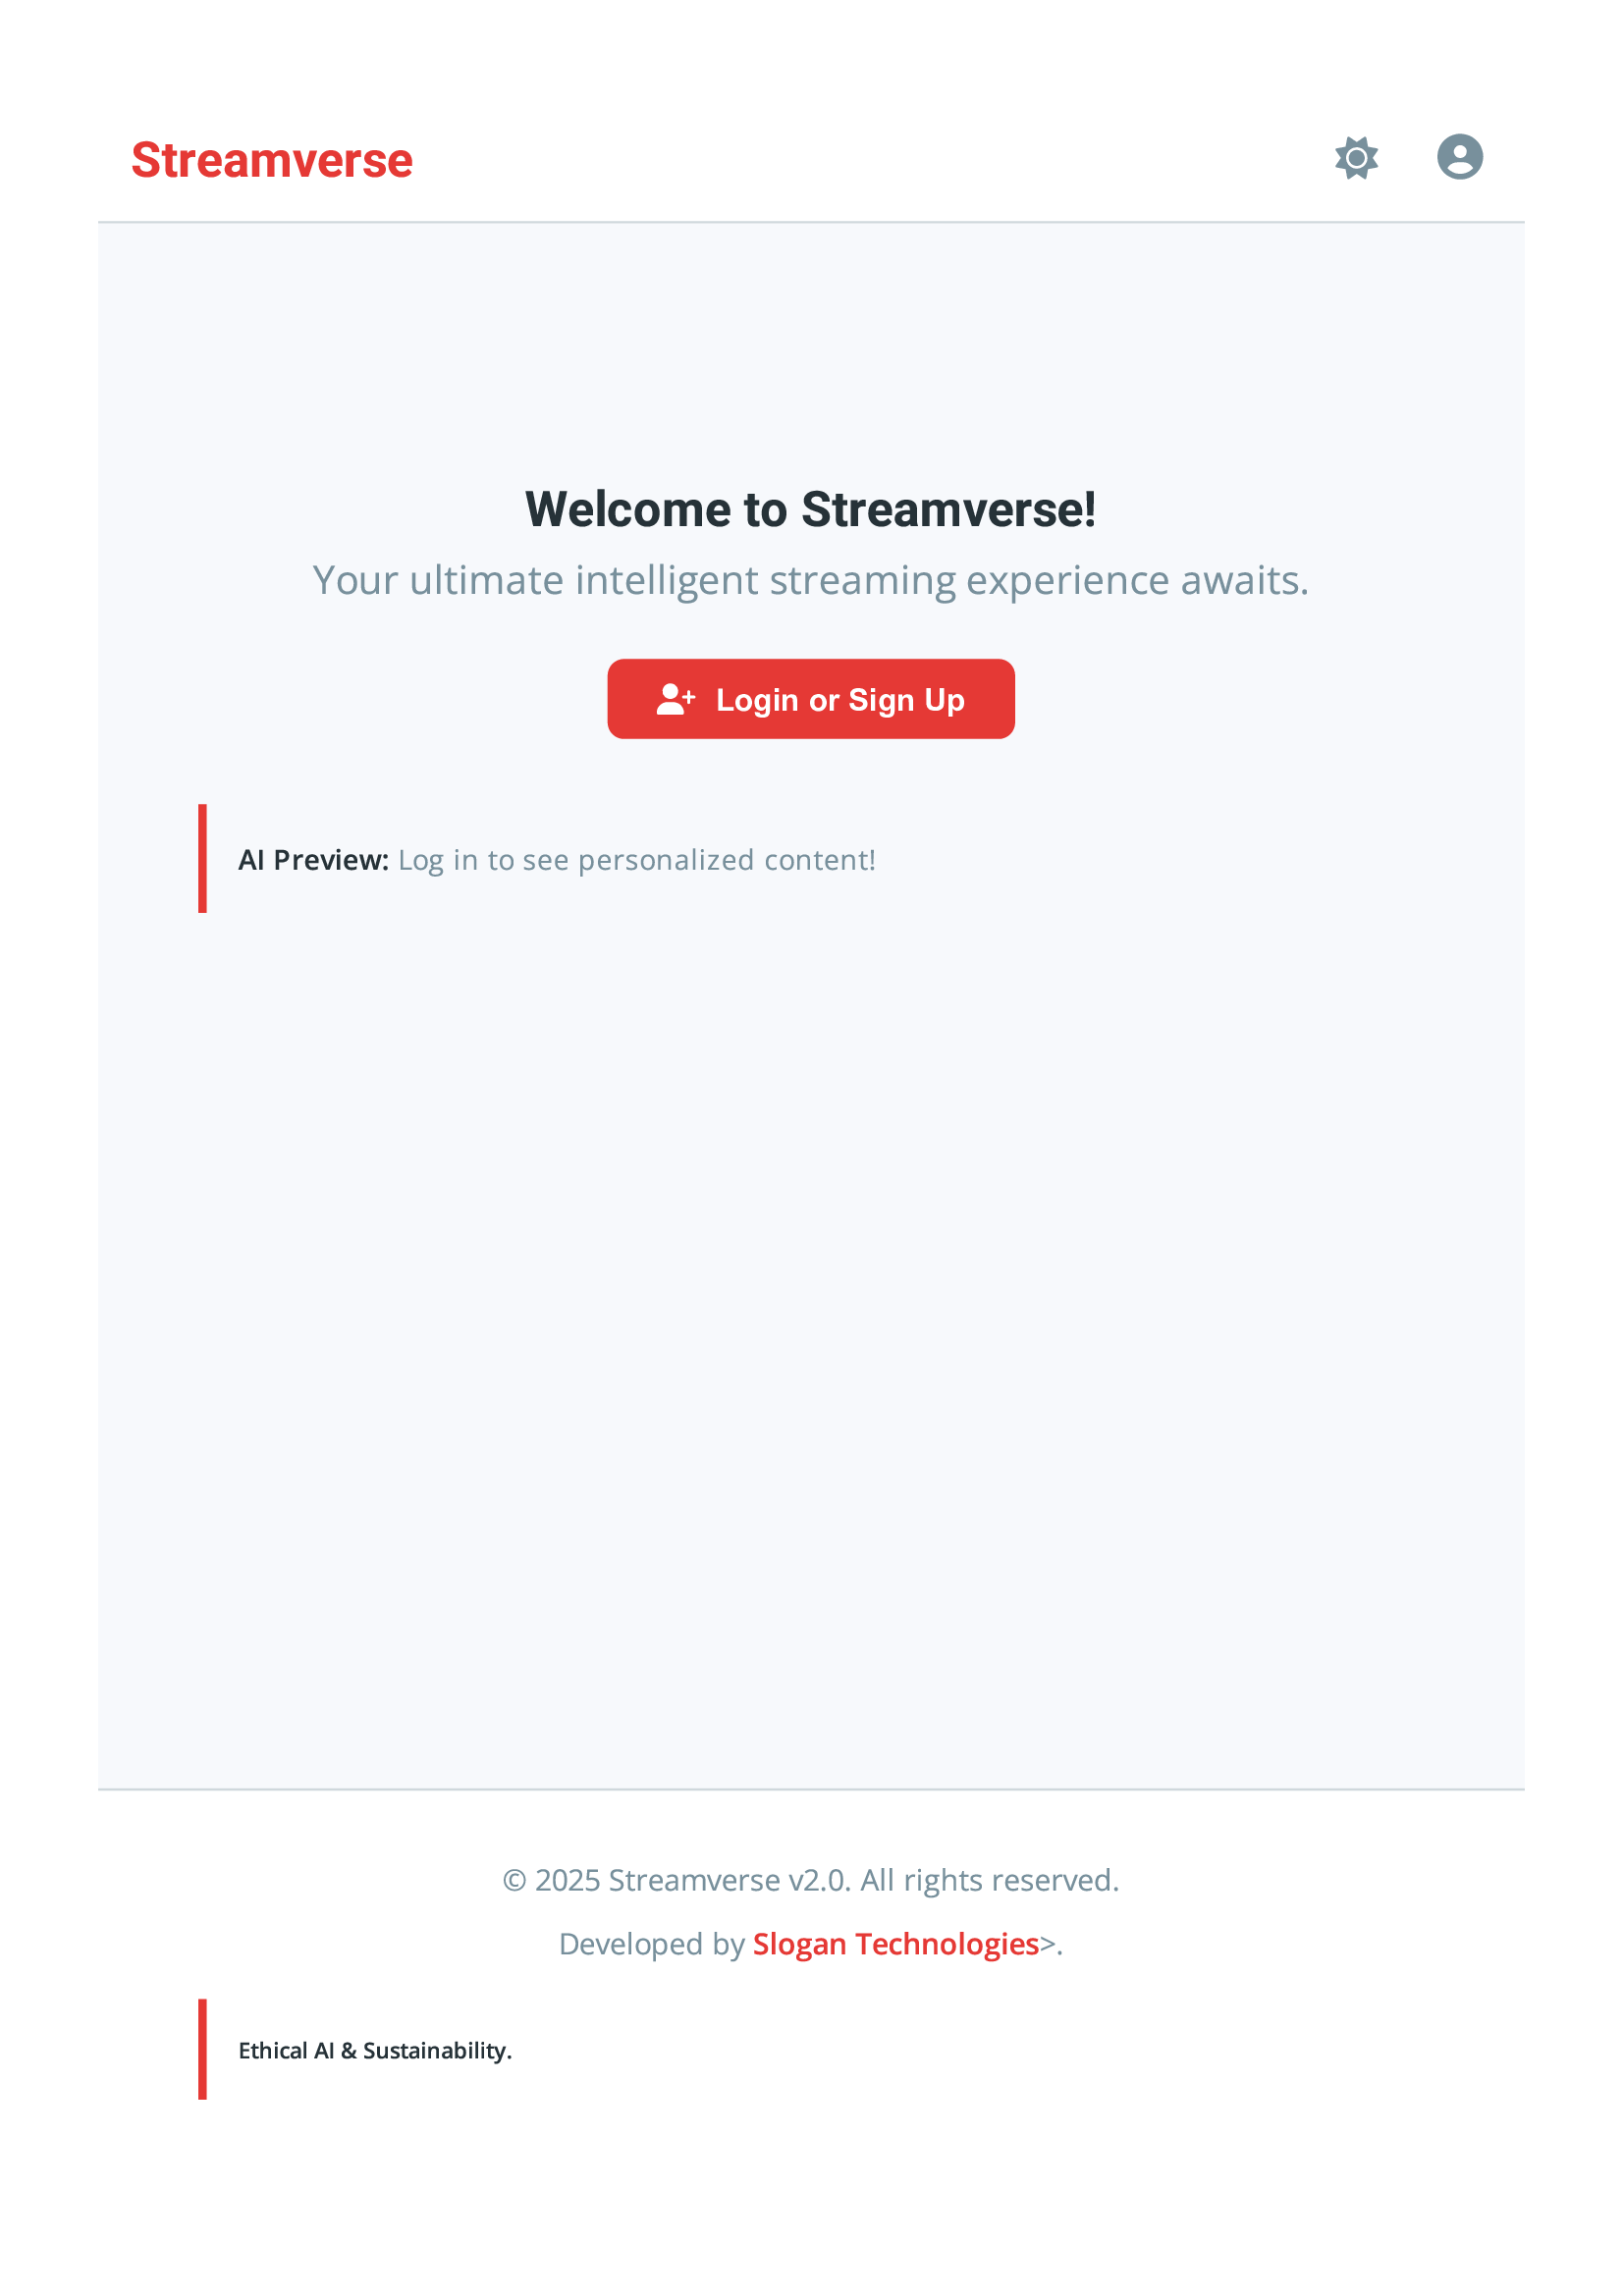 Streamverse
Welcome to Streamverse!
Your ultimate intelligent streaming experience awaits.
Login or Sign Up
AI Preview: Log in to see personalized content!
© 2025 Streamverse v2.0. All rights reserved.
Developed by Slogan Technologies>.
Ethical AI & Sustainability.